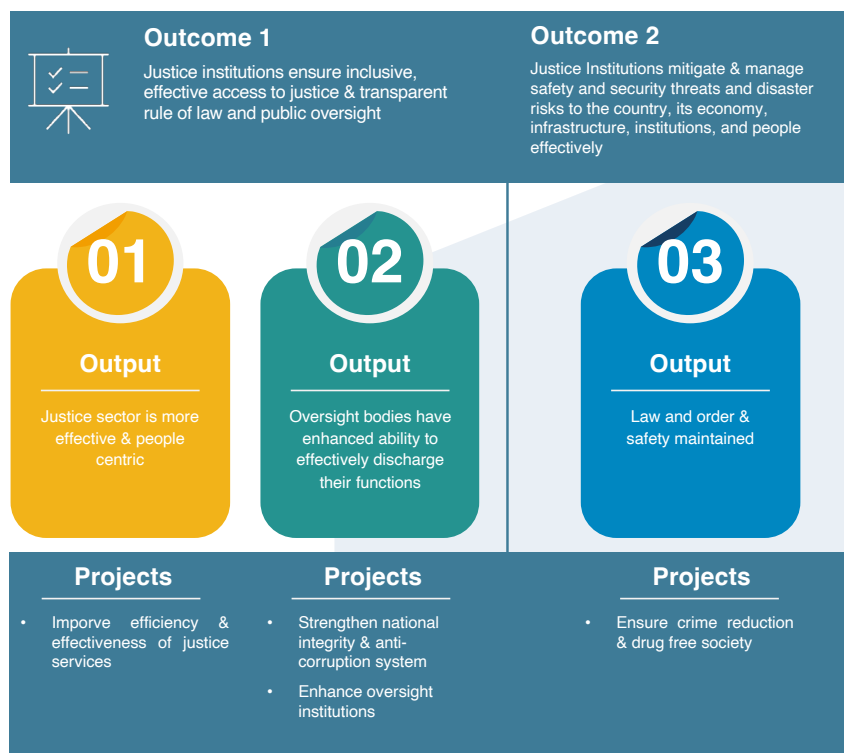 Outcome 1
Justice institutions ensure inclusive,
effective access to justice & transparent
rule of law and public oversight
Outcome 2
Justice Institutions mitigate & manage
safety and security threats and disaster
risks to the country, its economy,
infrastructure, institutions, and people
effectively
01
Output
Justice sector is more
effective & people
centric
02
Output
Oversight bodies have
enhanced ability to
effectively discharge
their functions
03
Output
Law and order &
safety maintained
Projects
• Imporve efficiency &
effectiveness of justice
services
Projects
• Strengthen national
integrity & anti-
corruption system
• Enhance oversight
institutions
Projects
• Ensure crime reduction
& drug free society